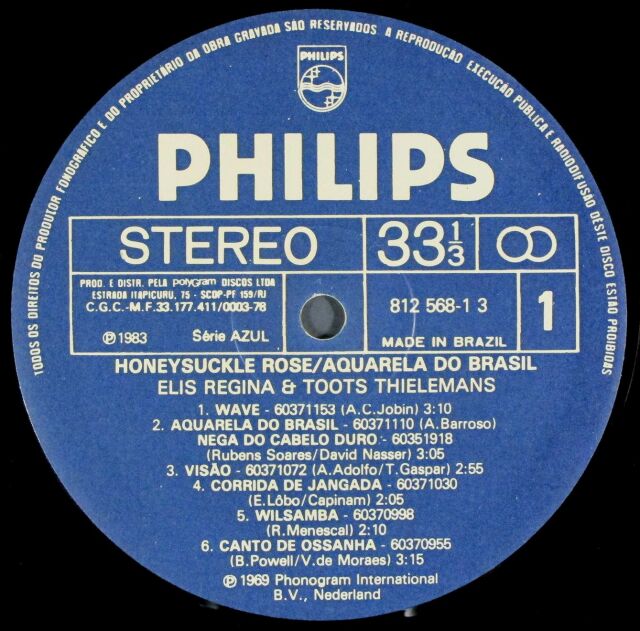 TODOS OS DIREITOS DO PRODUTOR FONOGRÁFICO E DO PROPRIETÁRIO DA OBRA GRAVADA SÃO RESERVADOS. A REPRODUÇÃO EXECUÇÃO PÚBLICA E RADIODIFUSÃO DÊSTE DISCO ESTÃO PROIBIDAS
PHILIPS
PHILIPS
STEREO 33 1/3
PROD. E DISTR. PELA polyGram DISCOS LTDA
ESTRADA ITAPICURU, 75 - SCDP-PF 159/RJ
C.G.C.-M.F.33.177.411/0003-78
812 568-1 3
1
Ⓟ1983 Série AZUL
MADE IN BRAZIL
HONEYSUCKLE ROSE/AQUARELA DO BRASIL
ELIS REGINA & TOOTS THIELEMANS
1. WAVE - 60371153 (A.C.Jobin) 3:10
2. AQUARELA DO BRASIL - 60371110 (A.Barroso)
NEGA DO CABELO DURO - 60351918
(Rubens Soares/David Nasser) 3:05
3. VISÃO - 60371072 (A.Adolfo/T.Gaspar) 2:55
4. CORRIDA DE JANGADA - 60371030
(E.Lôbo/Capinam) 2:05
5. WILSAMBA - 60370998
(R.Menescal) 2:10
6. CANTO DE OSSANHA - 60370955
(B.Powell/V.de Moraes) 3:15
Ⓟ 1969 Phonogram International
B.V., Nederland